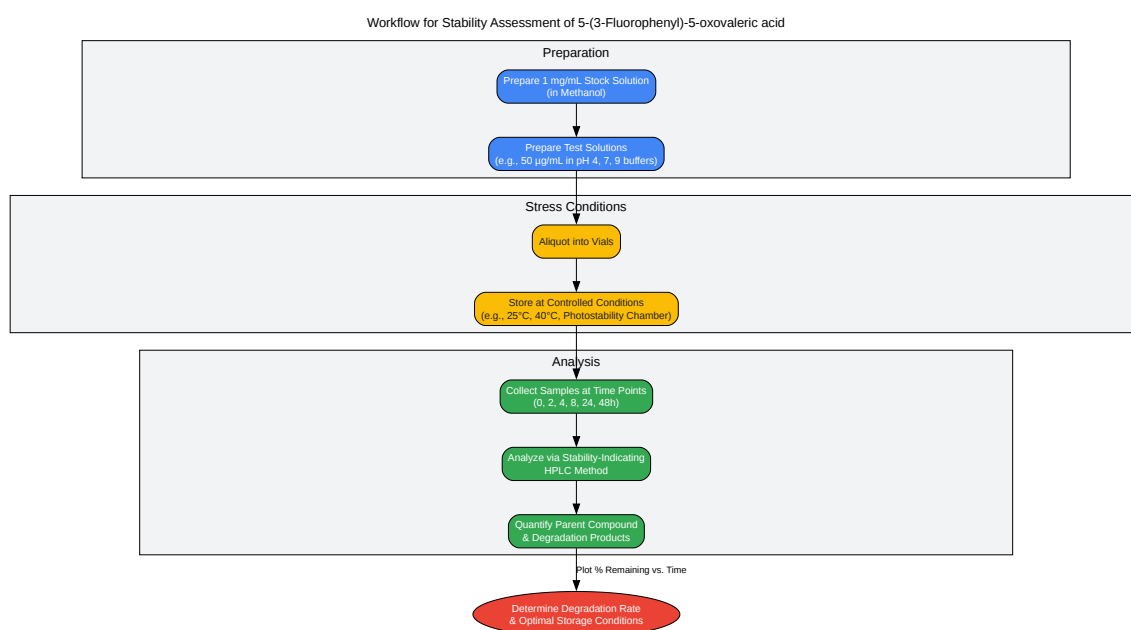 Workflow for Stability Assessment of 5-(3-Fluorophenyl)-5-oxovaleric acid
Preparation
Prepare 1 mg/mL Stock Solution
(in Methanol)
Prepare Test Solutions
(e.g., 50 µg/mL in pH 4, 7, 9 buffers)
Stress Conditions
Aliquot into Vials
Store at Controlled Conditions
(e.g., 25°C, 40°C, Photostability Chamber)
Analysis
Collect Samples at Time Points
(0, 2, 4, 8, 24, 48h)
Analyze via Stability-Indicating
HPLC Method
Quantify Parent Compound
& Degradation Products
Plot % Remaining vs. Time
Determine Degradation Rate
& Optimal Storage Conditions